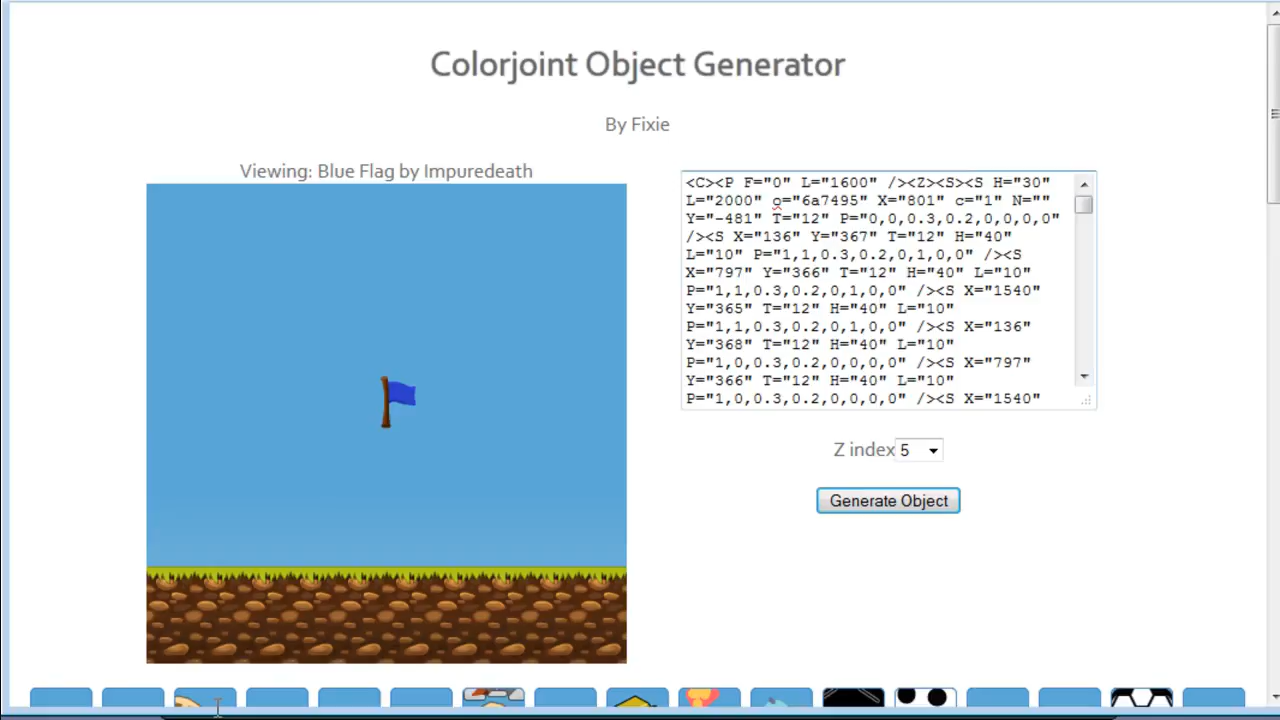 Colorjoint Object Generator
By Fixie
Viewing: Blue Flag by Impuredeath
<C><P F="0" L="1600" /><Z><S><S H="30"
L="2000" o="6a7495" X="801" c="1" N=""
Y="-481" T="12" P="0,0,0.3,0.2,0,0,0,0"
/><S X="136" Y="367" T="12" H="40"
L="10" P="1,1,0.3,0.2,0,1,0,0" /><S
X="797" Y="366" T="12" H="40" L="10"
P="1,1,0.3,0.2,0,1,0,0" /><S X="1540"
Y="365" T="12" H="40" L="10"
P="1,1,0.3,0.2,0,1,0,0" /><S X="136"
Y="368" T="12" H="40" L="10"
P="1,0,0.3,0.2,0,0,0,0" /><S X="797"
Y="366" T="12" H="40" L="10"
P="1,0,0.3,0.2,0,0,0,0" /><S X="1540"
Z index 5
Generate Object